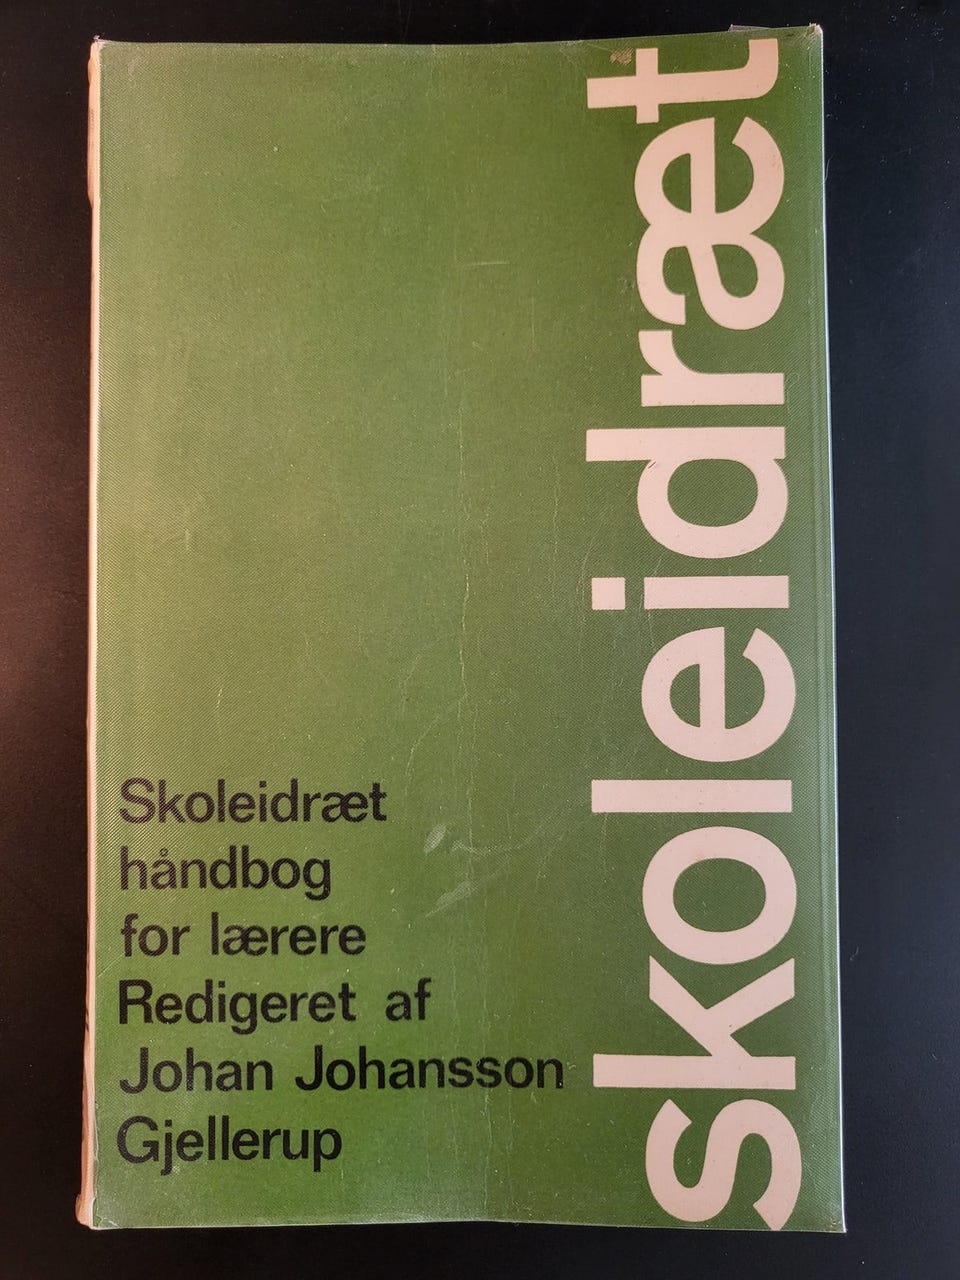 skoleidræt
Skoleidræt
håndbog
for lærere
Redigeret af
Johan Johansson
Gjellerup